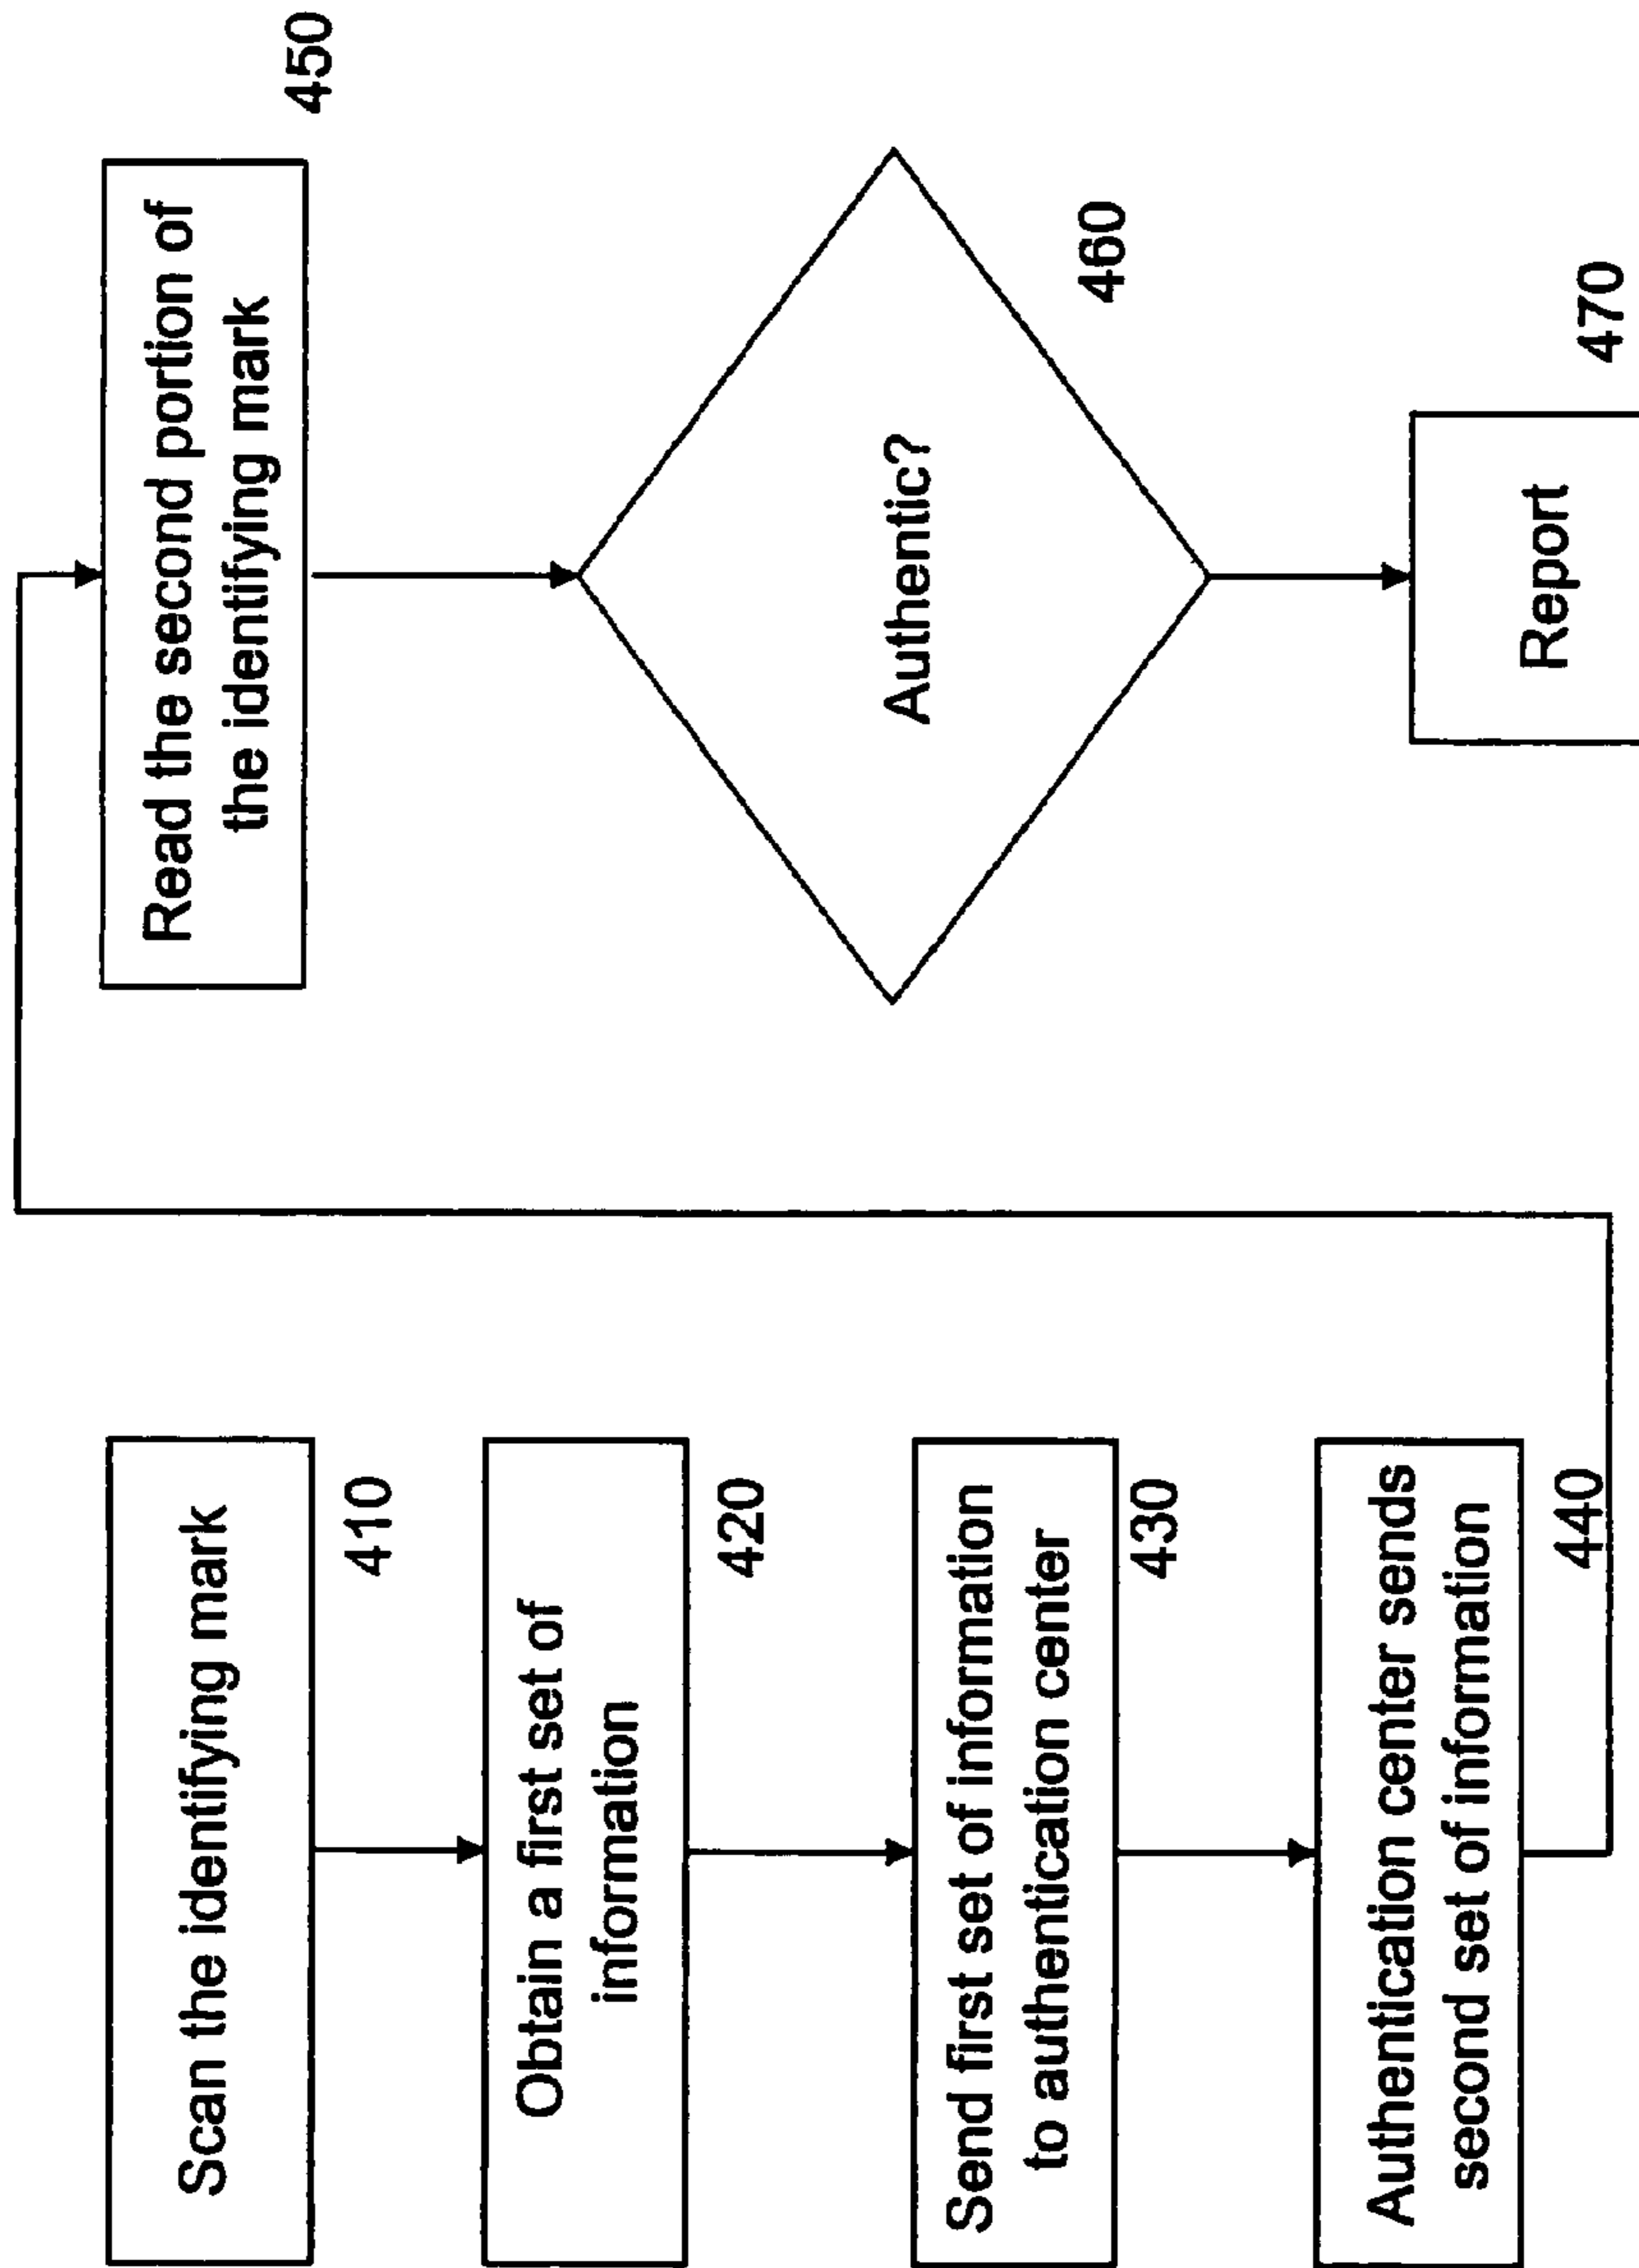 Scan the identifying mark
410
Obtain a first set of
information
420
Send first set of information
to authentication center
430
Authentication center sends
second set of information
440
Read the second portion of
the identifying mark
450
Authentic?
460
Report
470